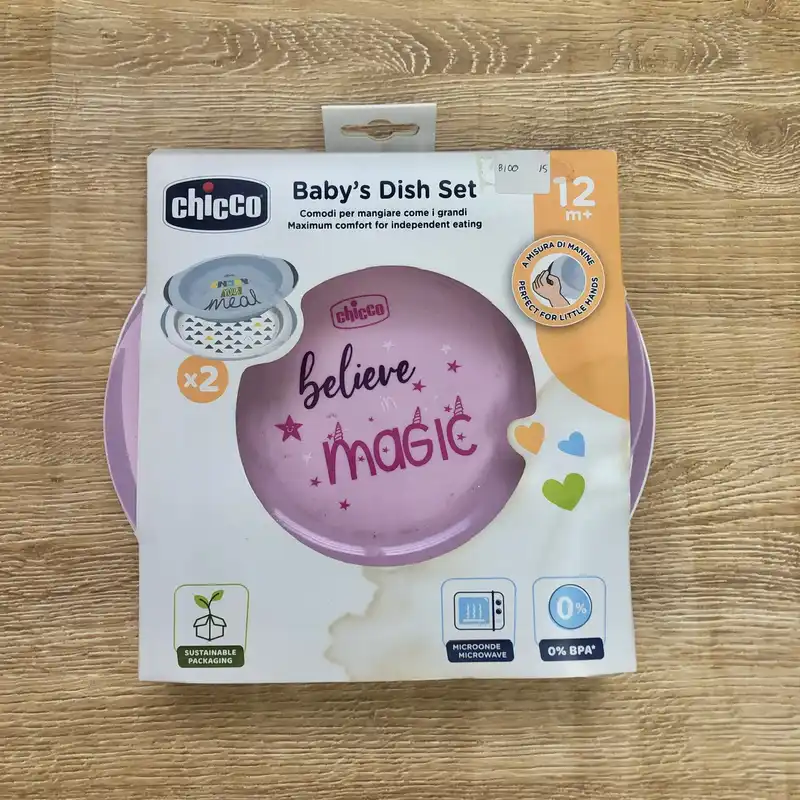 B100 15
chicco
Baby's Dish Set
Comodi per mangiare come i grandi
Maximum comfort for independent eating
12
m+
A MISURA DI MANINE
PERFECT FOR LITTLE HANDS
meal
x2
chicco
believe
in
MAGIC
SUSTAINABLE
PACKAGING
MICROONDE
MICROWAVE
0%
0% BPA*